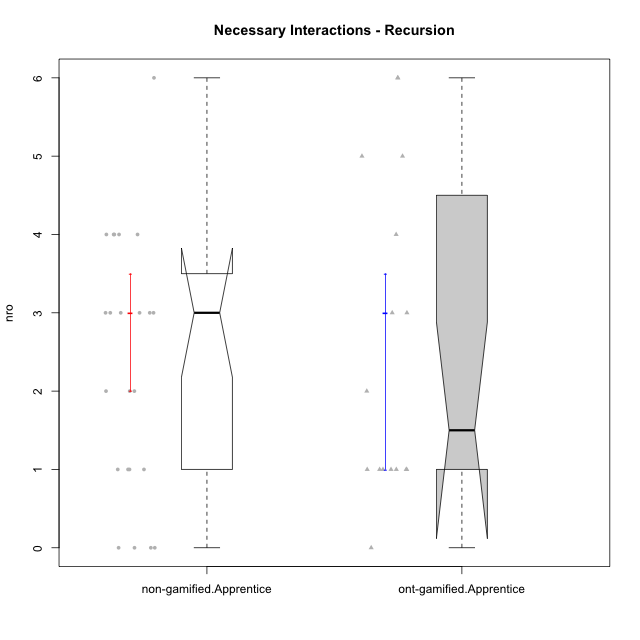 Necessary Interactions - Recursion
6
5
4
3
2
1
0
nro
non-gamified.Apprentice
ont-gamified.Apprentice